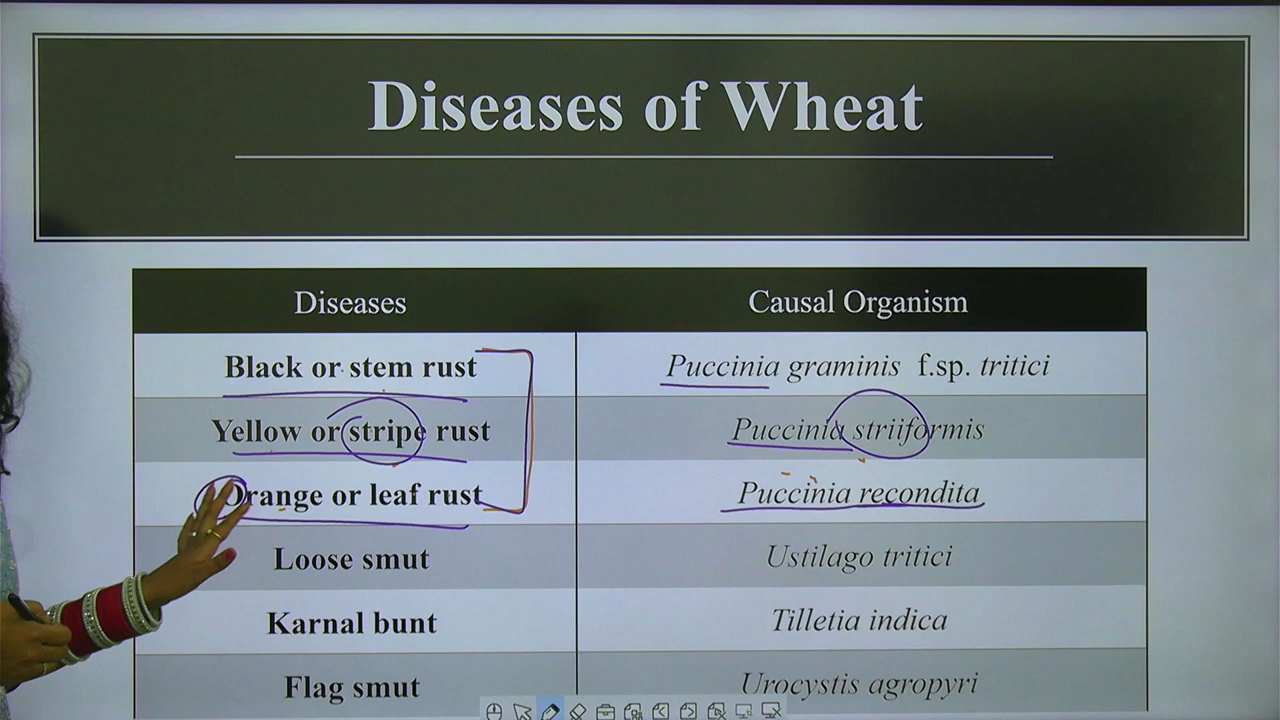 Diseases of Wheat
Diseases Causal Organism
Black or stem rust Puccinia graminis f.sp. tritici
Yellow or stripe rust Puccinia striiformis
Orange or leaf rust Puccinia recondita
Loose smut Ustilago tritici
Karnal bunt Tilletia indica
Flag smut Urocystis agropyri